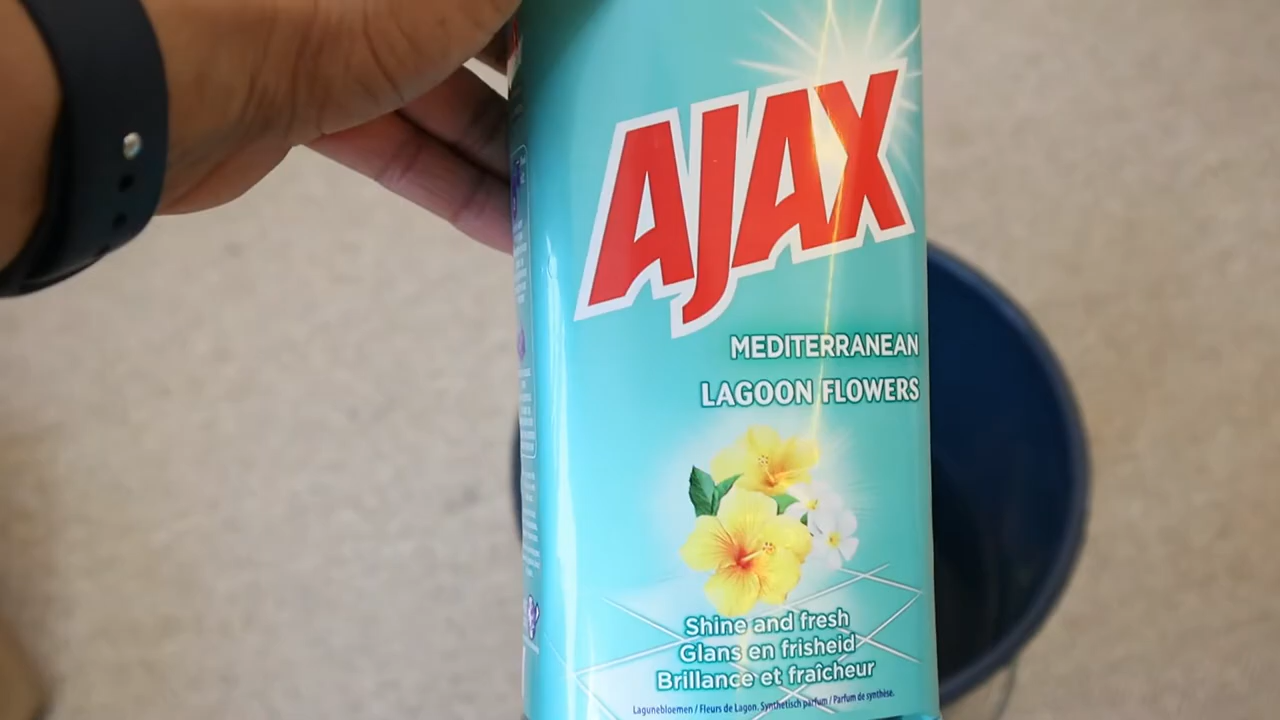 AJAX
MEDITERRANEAN
LAGOON FLOWERS
Shine and fresh
Glans en frisheid
Brillance et fraîcheur
Lagunebloemen / Fleurs de Lagon. Synthetisch parfum / Parfum de synthèse.